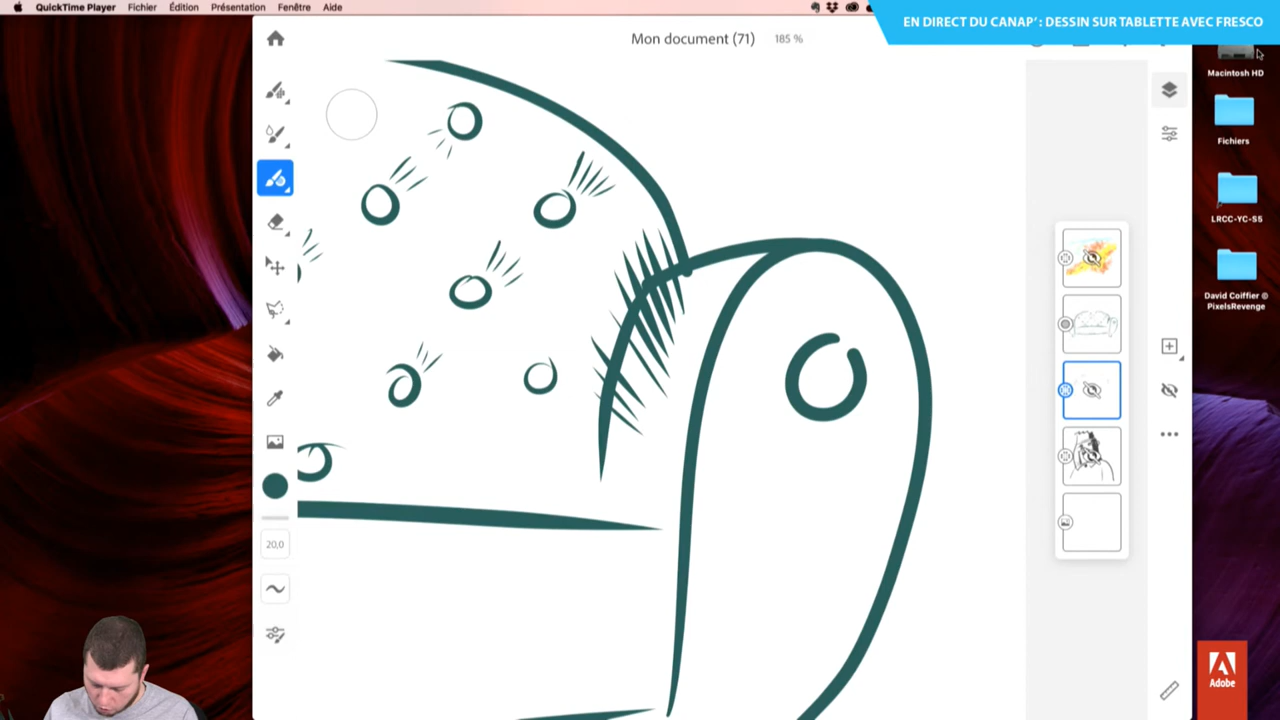 QuickTime Player Fichier Édition Présentation Fenêtre Aide
EN DIRECT DU CANAP' : DESSIN SUR TABLETTE AVEC FRESCO
Mon document (71) 185 %
Macintosh HD
Fichiers
LRCC-YC-S5
David Coiffier ©
PixelsRevenge
20,0
Adobe